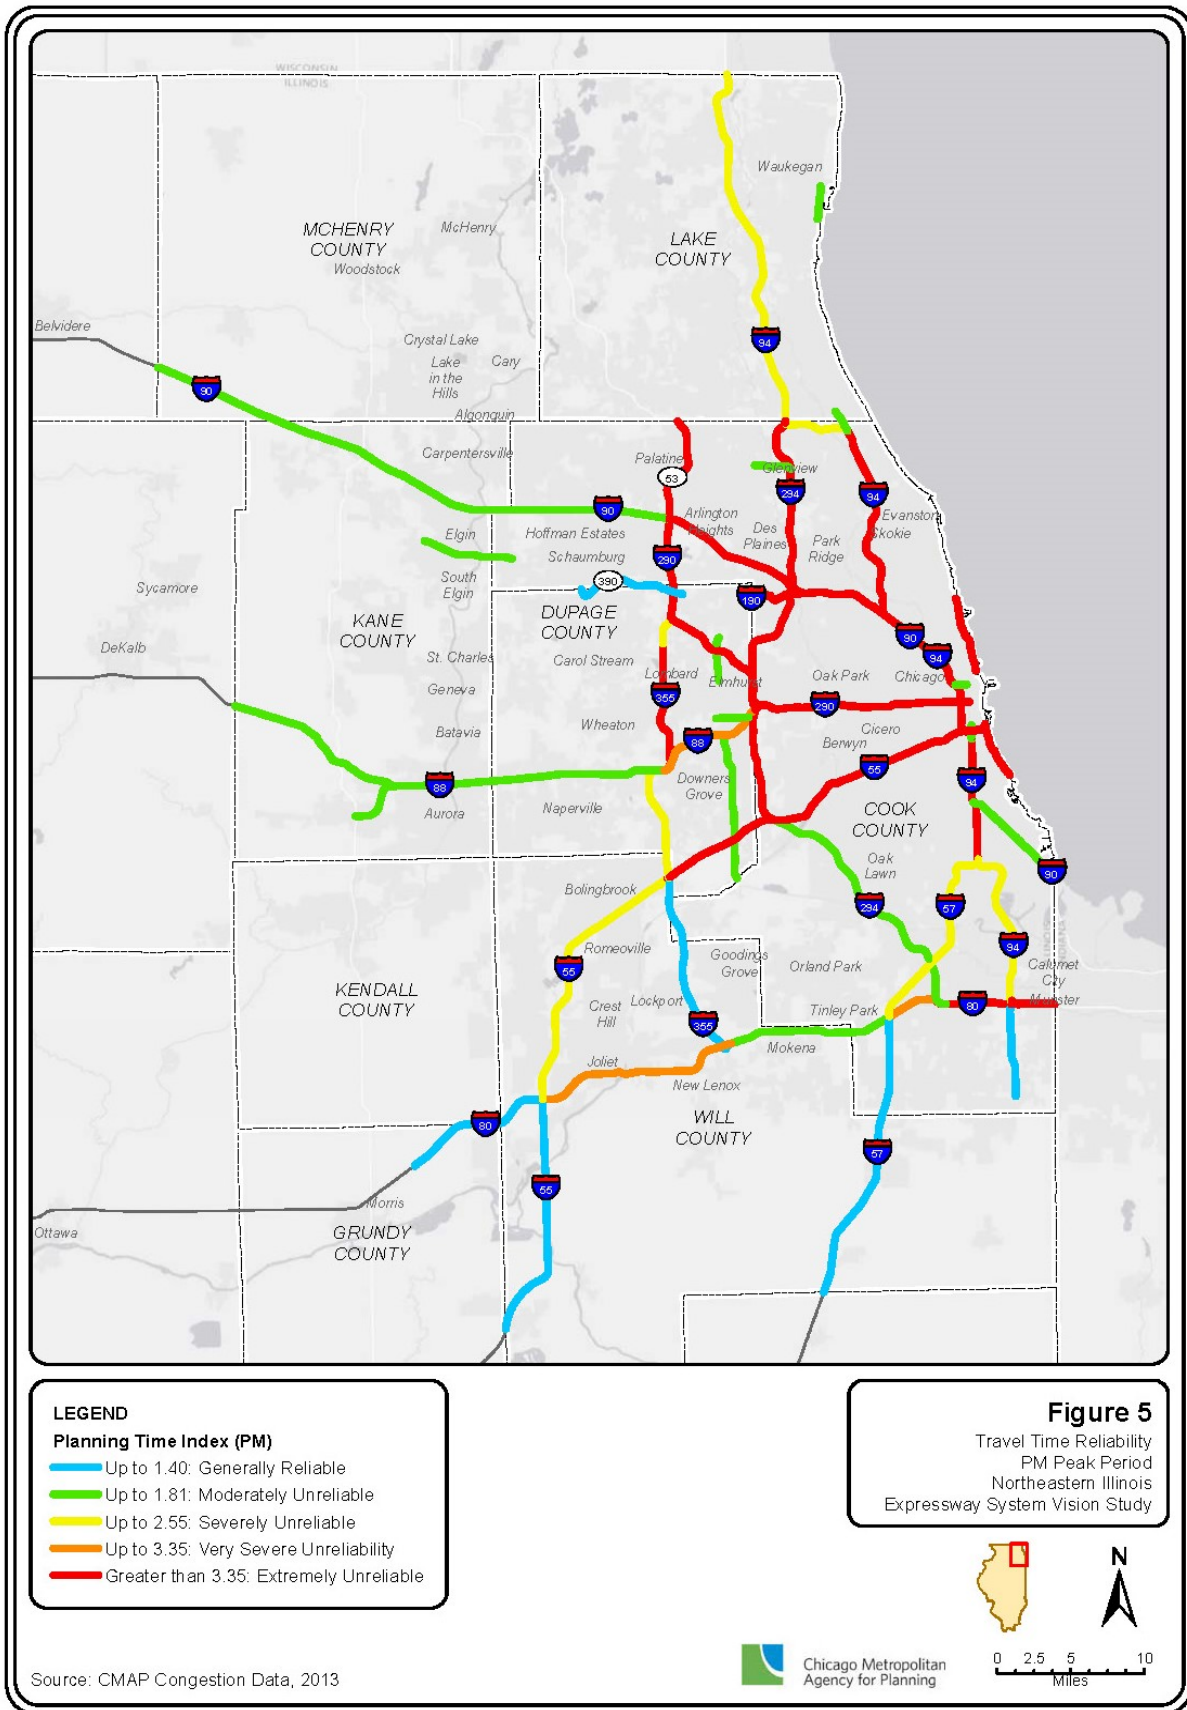 WISCONSIN
ILLINOIS
Waukegan
MCHENRY
COUNTY
McHenry
Woodstock
LAKE
COUNTY
Belvidere
Crystal Lake
Lake
in the
Hills
Cary
94
90
Algonquin
Carpentersville
Palatine
53
Glenview
294
94
90
Arlington
Heights
Des
Plaines
Park
Ridge
Evanston
Skokie
Elgin
Hoffman Estates
Schaumburg
290
South
Elgin
390
190
Sycamore
DUPAGE
COUNTY
KANE
COUNTY
90
94
DeKalb
St. Charles
Carol Stream
Lombard
Elmhurst
Oak Park
Chicago
Geneva
355
290
Batavia
Wheaton
88
Cicero
Berwyn
55
94
88
Aurora
Naperville
Downers
Grove
COOK
COUNTY
Oak
Lawn
90
Bolingbrook
294
57
94
Romeoville
55
Goodings
Grove
Orland Park
Calumet
City
Munster
KENDALL
COUNTY
Crest
Hill
Lockport
355
Tinley Park
80
Mokena
Joliet
New Lenox
WILL
COUNTY
80
57
55
Morris
Ottawa
GRUNDY
COUNTY
LEGEND
Planning Time Index (PM)
Up to 1.40: Generally Reliable
Up to 1.81: Moderately Unreliable
Up to 2.55: Severely Unreliable
Up to 3.35: Very Severe Unreliability
Greater than 3.35: Extremely Unreliable
Figure 5
Travel Time Reliability
PM Peak Period
Northeastern Illinois
Expressway System Vision Study
N
Source: CMAP Congestion Data, 2013
Chicago Metropolitan
Agency for Planning
0 2.5 5 10
Miles